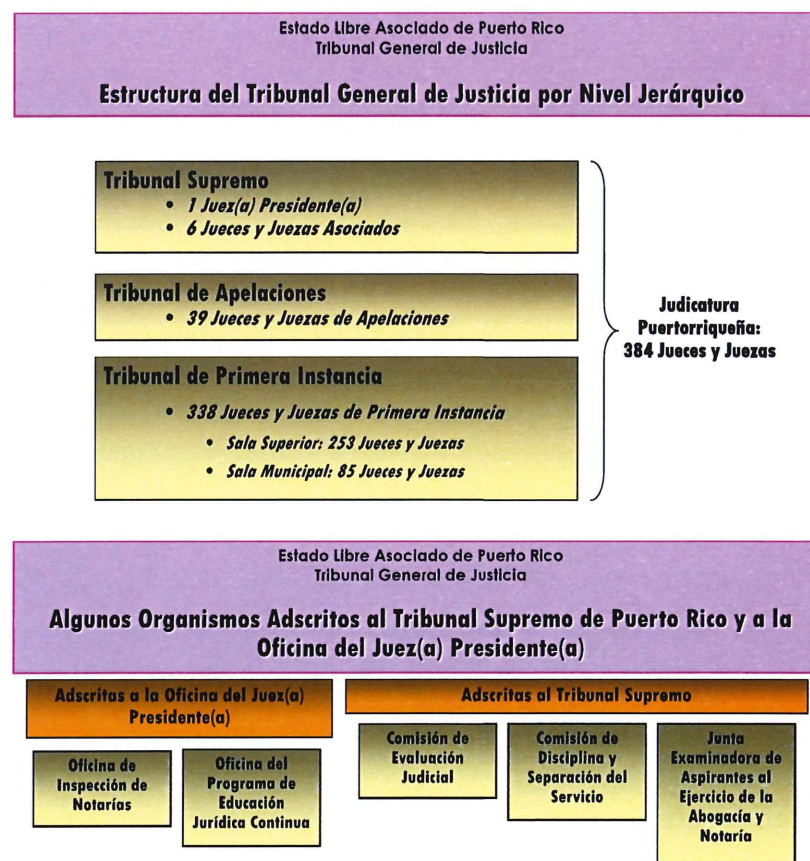 Estado Libre Asociado de Puerto Rico
Tribunal General de Justicia
Estructura del Tribunal General de Justicia por Nivel Jerárquico
Tribunal Supremo
• 1 Juez(a) Presidente(a)
• 6 Jueces y Juezas Asociados
Tribunal de Apelaciones
• 39 Jueces y Juezas de Apelaciones
Tribunal de Primera Instancia
• 338 Jueces y Juezas de Primera Instancia
• Sala Superior: 253 Jueces y Juezas
• Sala Municipal: 85 Jueces y Juezas
Judicatura
Puertorriqueña:
384 Jueces y Juezas
Estado Libre Asociado de Puerto Rico
Tribunal General de Justicia
Algunos Organismos Adscritos al Tribunal Supremo de Puerto Rico y a la
Oficina del Juez(a) Presidente(a)
Adscritas a la Oficina del Juez(a)
Presidente(a)
Oficina de
Inspección de
Notarías
Oficina del
Programa de
Educación
Jurídica Continua
Adscritas al Tribunal Supremo
Comisión de
Evaluación
Judicial
Comisión de
Disciplina y
Separación del
Servicio
Junta
Examinadora de
Aspirantes al
Ejercicio de la
Abogacía y
Notaría